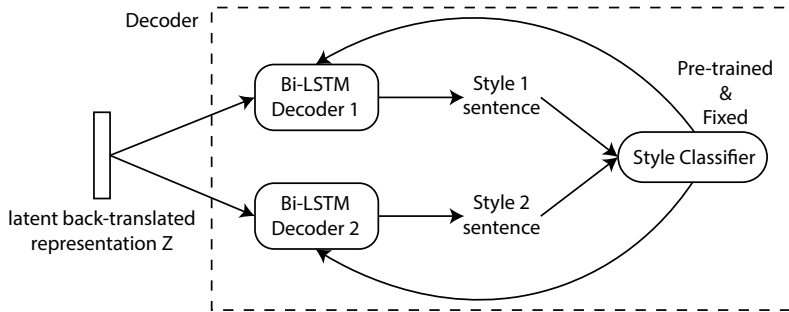 Decoder
Bi-LSTM
Decoder 1
Style 1
sentence
Pre-trained
&
Fixed
Style Classifier
latent back-translated
representation Z
Bi-LSTM
Decoder 2
Style 2
sentence